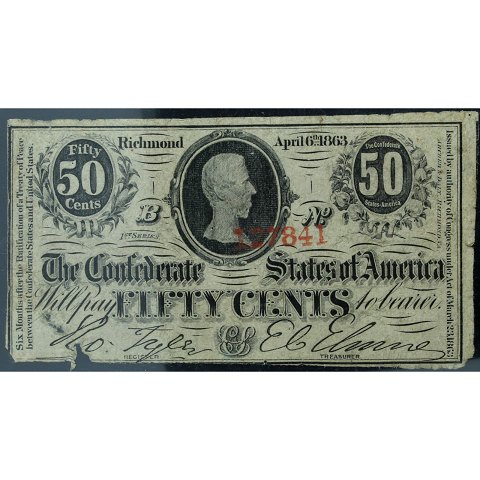 Richmond April 6th 1863
Fifty
50
Cents
The Confederate
50
States-America
B
1ST SERIES
No
127841
The Confederate States of America
Will pay FIFTY CENTS to bearer
REGISTER
TREASURER
Six Months after the Ratification of a Treaty of Peace
between the Confederate States and United States.
Issued by authority of Congress under Act of March 23rd 1863